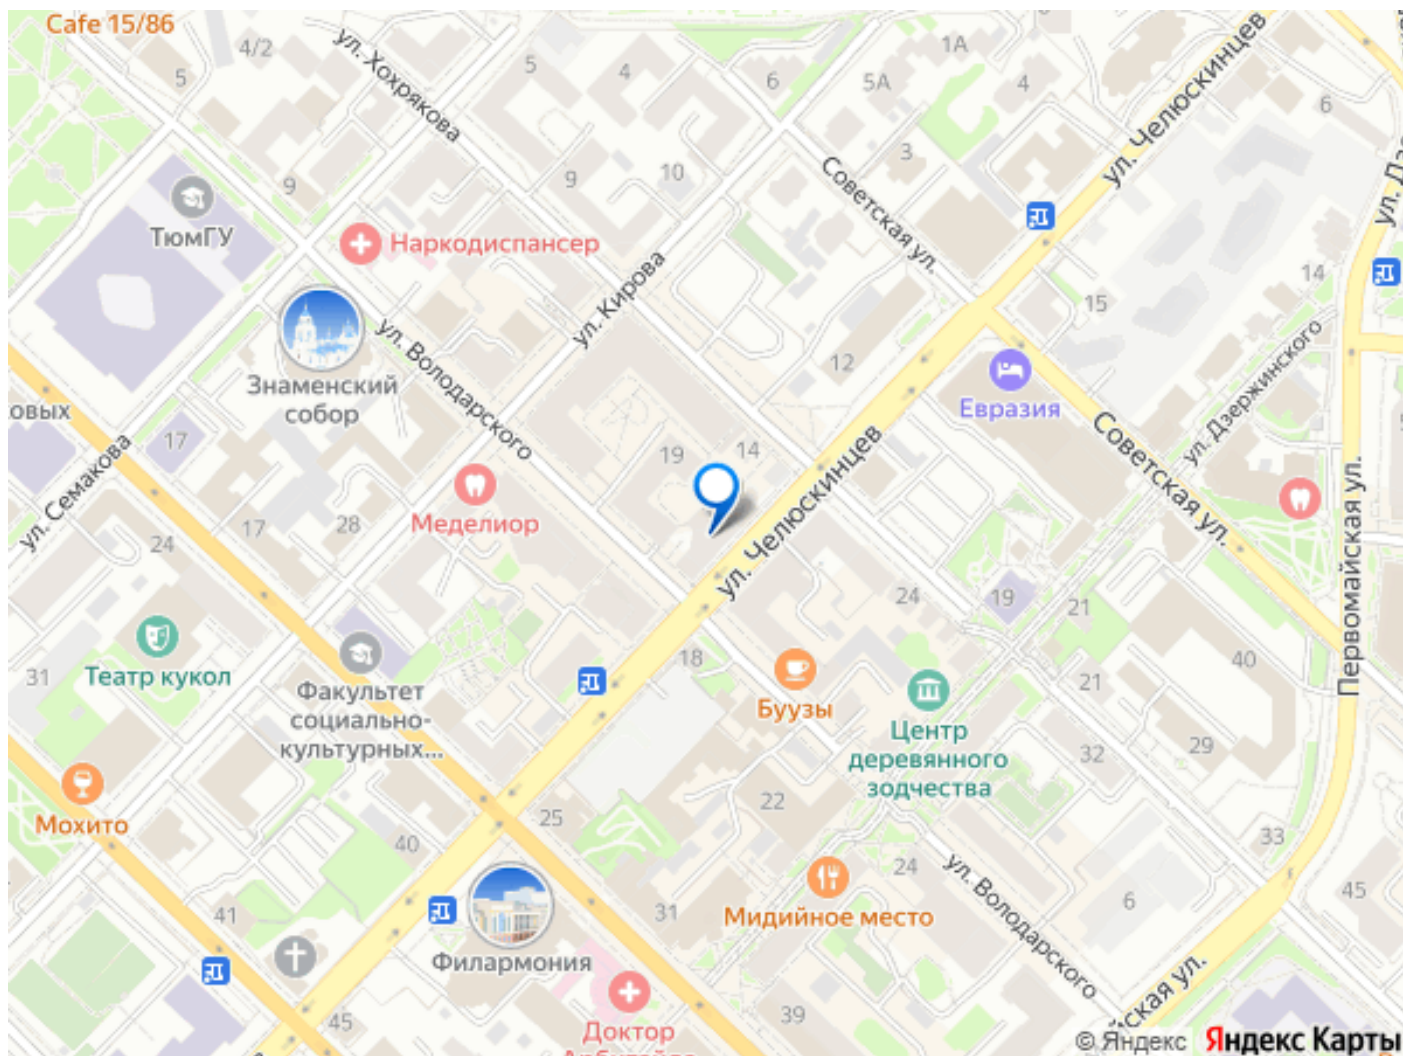 Cafe 15/86
4/2
5
ул. Хохрякова
5
4
6
1А
5А
4
6
ул. Челюскинцев
3
10
9
9
ТюмГУ
Наркодиспансер
Советская ул.
ул. Кирова
14
15
12
ул. Володарского
Знаменский
собор
Евразия
овых
17
ул. Дзержинского
Советская ул.
19
14
ул. Челюскинцев
ул. Семакова
17
28
Меделиор
24
Первомайская ул.
24
19
21
31
Театр кукол
Факультет
социально-
культурных...
18
Буузы
Центр
деревянного
зодчества
21
40
29
32
22
Мохито
40
25
33
24
45
6
41
Филармония
31
Мидийное место
ул. Володарского
ская ул.
Доктор
39
45
© Яндекс Яндекс Карты